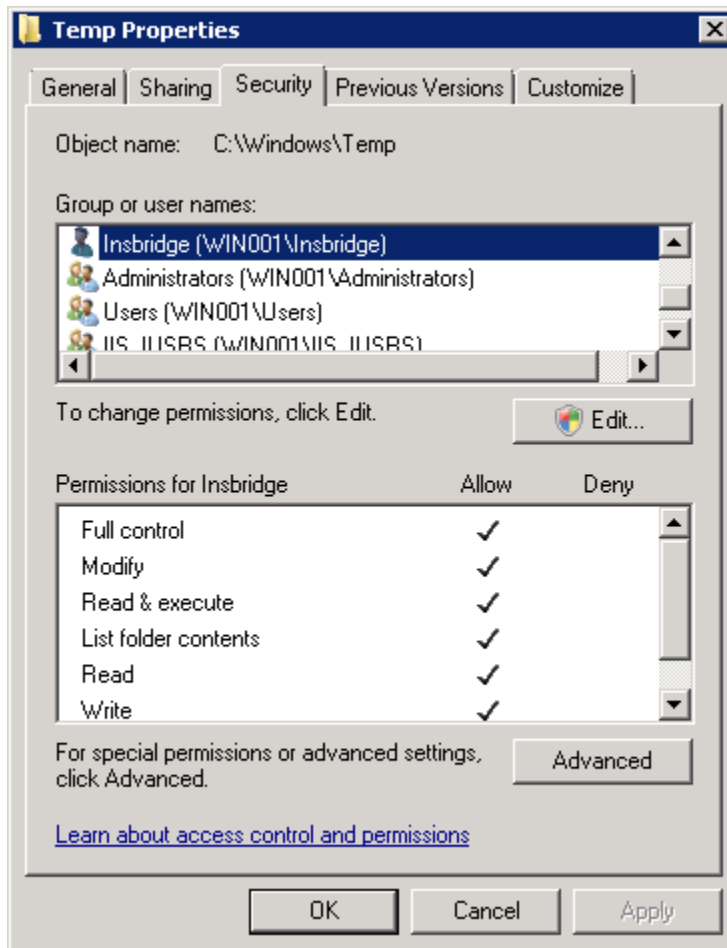 Temp Properties
General Sharing Security Previous Versions Customize
Object name: C:\Windows\Temp
Group or user names:
Insbridge (WIN001\Insbridge)
Administrators (WIN001\Administrators)
Users (WIN001\Users)
To change permissions, click Edit.
Edit...
Permissions for Insbridge Allow Deny
Full control
Modify
Read & execute
List folder contents
Read
Write
For special permissions or advanced settings,
click Advanced.
Advanced
Learn about access control and permissions
OK Cancel Apply